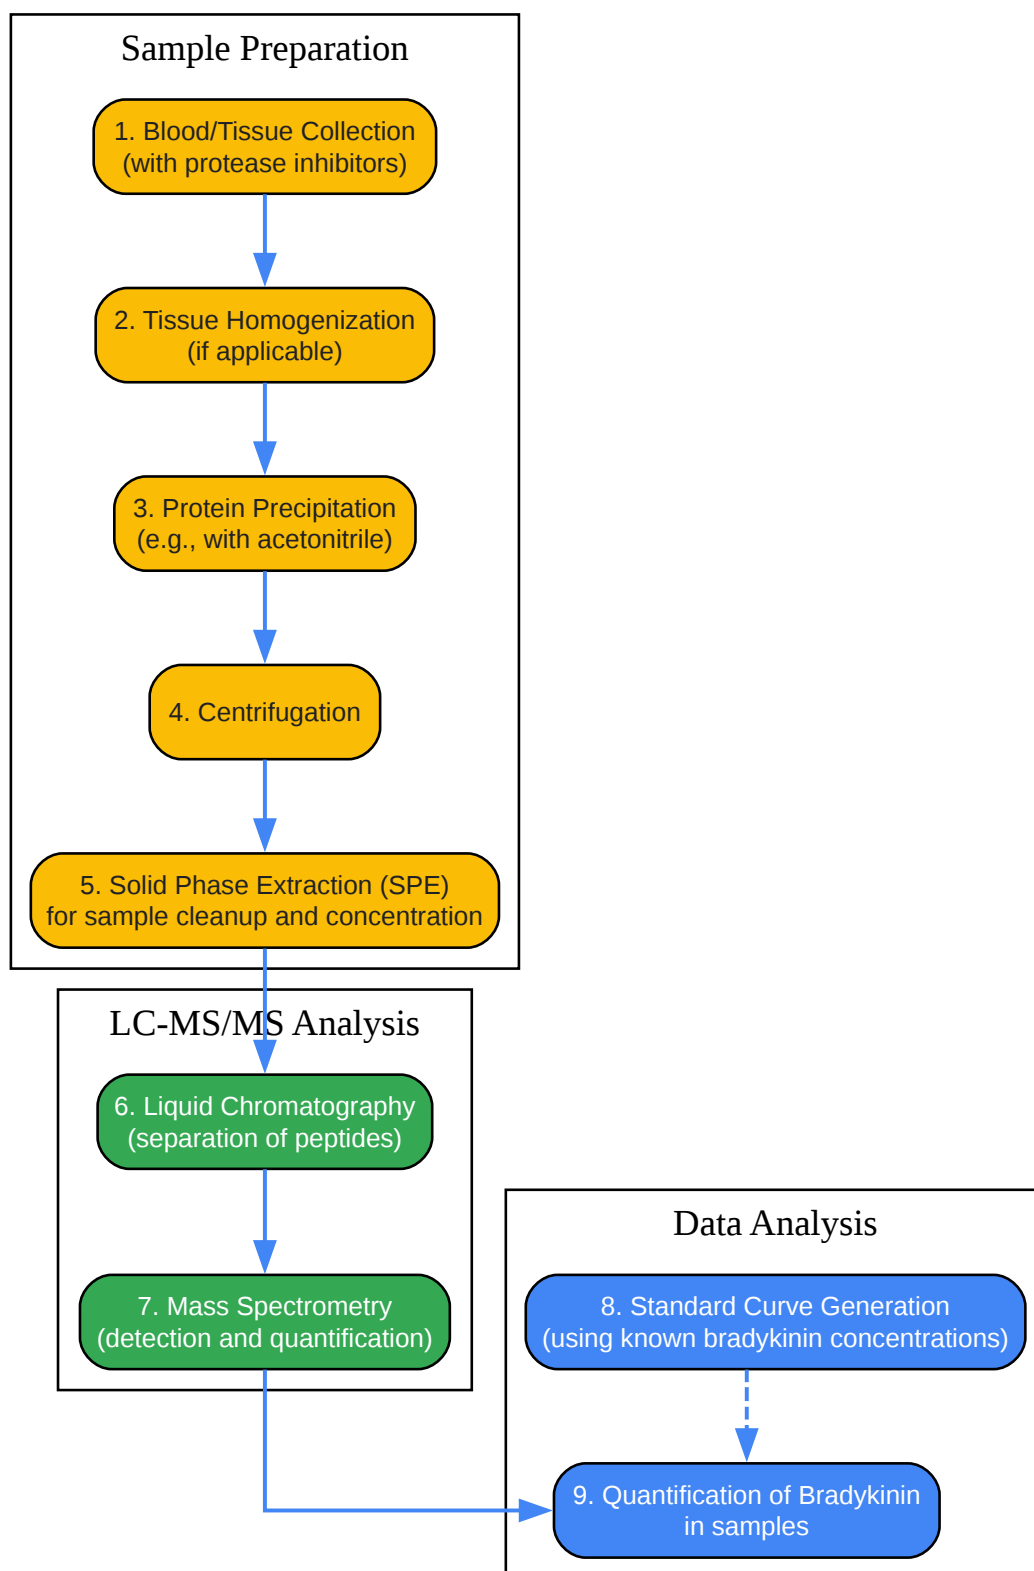 Sample Preparation
1. Blood/Tissue Collection
(with protease inhibitors)
2. Tissue Homogenization
(if applicable)
3. Protein Precipitation
(e.g., with acetonitrile)
4. Centrifugation
5. Solid Phase Extraction (SPE)
for sample cleanup and concentration
LC-MS/MS Analysis
6. Liquid Chromatography
(separation of peptides)
7. Mass Spectrometry
(detection and quantification)
Data Analysis
8. Standard Curve Generation
(using known bradykinin concentrations)
9. Quantification of Bradykinin
in samples